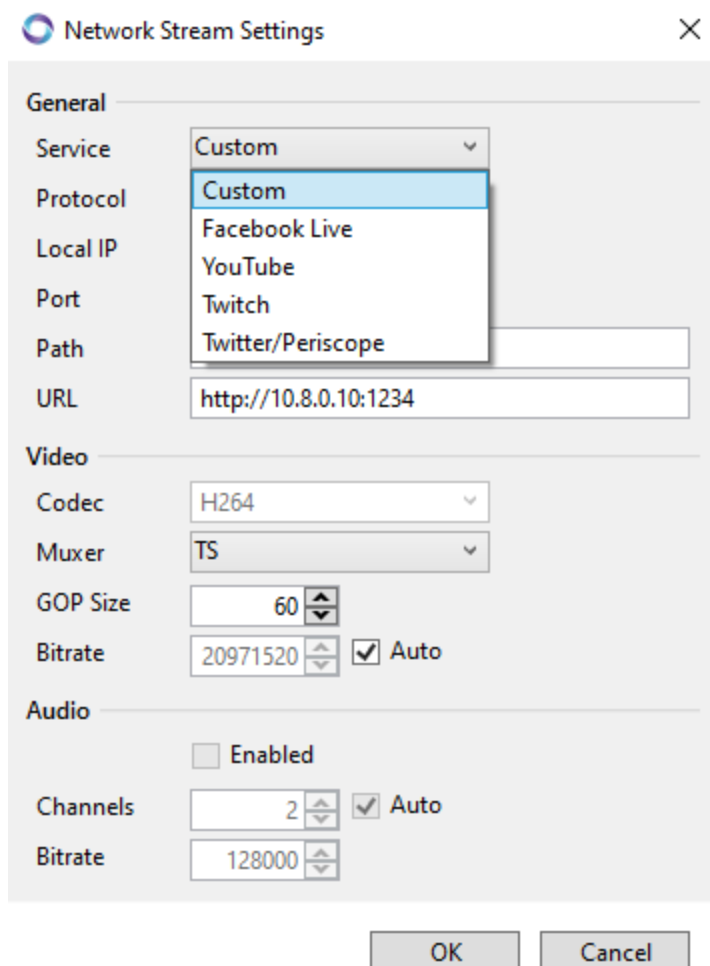 Network Stream Settings
General
Service Custom
Custom
Protocol
Facebook Live
Local IP
YouTube
Port
Twitch
Path
Twitter/Periscope
URL http://10.8.0.10:1234
Video
Codec H264
Muxer TS
GOP Size 60
Bitrate 20971520 Auto
Audio
Enabled
Channels 2 Auto
Bitrate 128000
OK Cancel